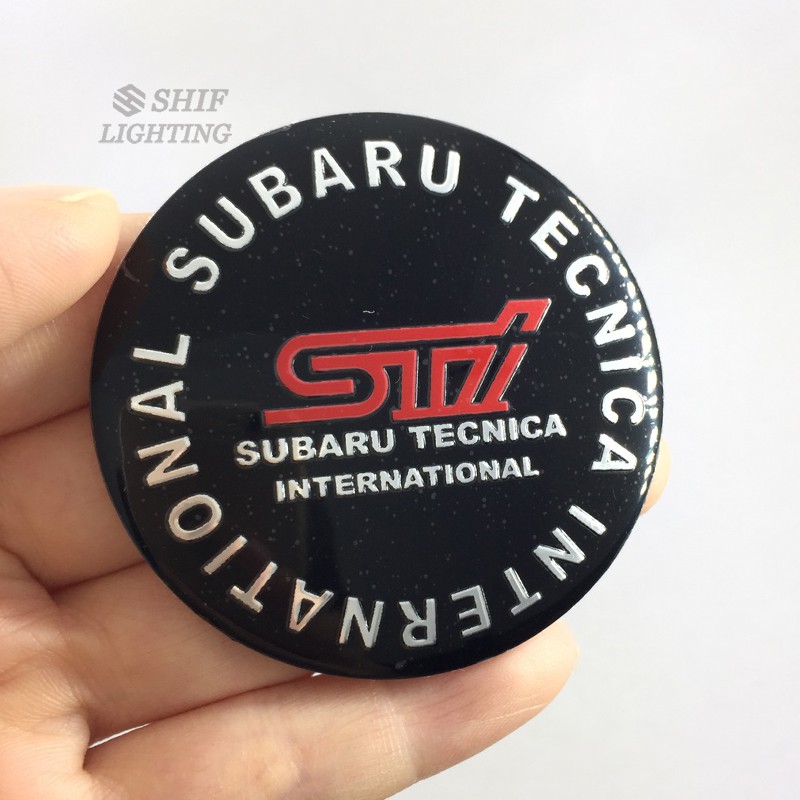 SHIF
LIGHTING
SUBARU TECNICA INTERNATIONAL
STi
SUBARU TECNICA
INTERNATIONAL